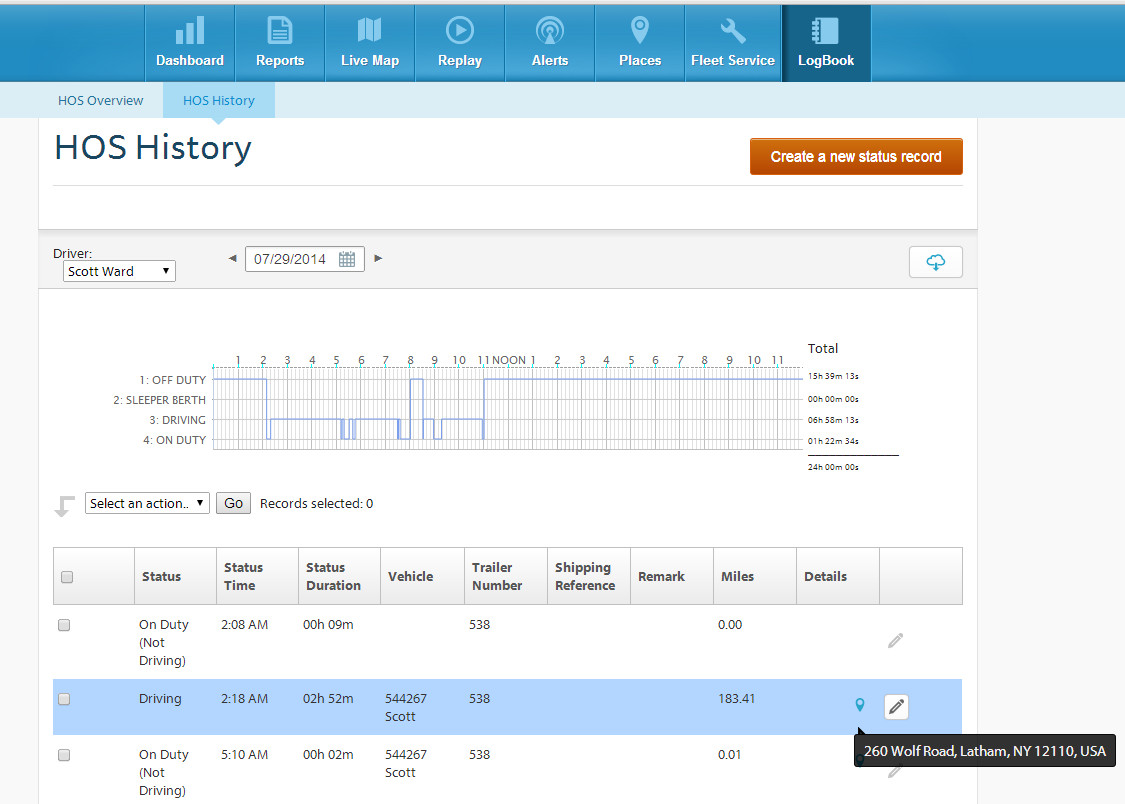 Dashboard Reports Live Map Replay Alerts Places Fleet Service LogBook
HOS Overview HOS History
HOS History
Create a new status record
Driver:
Scott Ward
07/29/2014
1 2 3 4 5 6 7 8 9 10 11 NOON 1 2 3 4 5 6 7 8 9 10 11
Total
1: OFF DUTY 15h 39m 13s
2: SLEEPER BERTH 00h 00m 00s
3: DRIVING 06h 58m 13s
4: ON DUTY 01h 22m 34s
24h 00m 00s
Select an action.. Go Records selected: 0
Status Status Time Status Duration Vehicle Trailer Number Shipping Reference Remark Miles Details
On Duty 2:08 AM 00h 09m 538 0.00
(Not
Driving)
Driving 2:18 AM 02h 52m 544267 538 183.41
Scott
260 Wolf Road, Latham, NY 12110, USA
On Duty 5:10 AM 00h 02m 544267 538 0.01
(Not Scott
Driving)